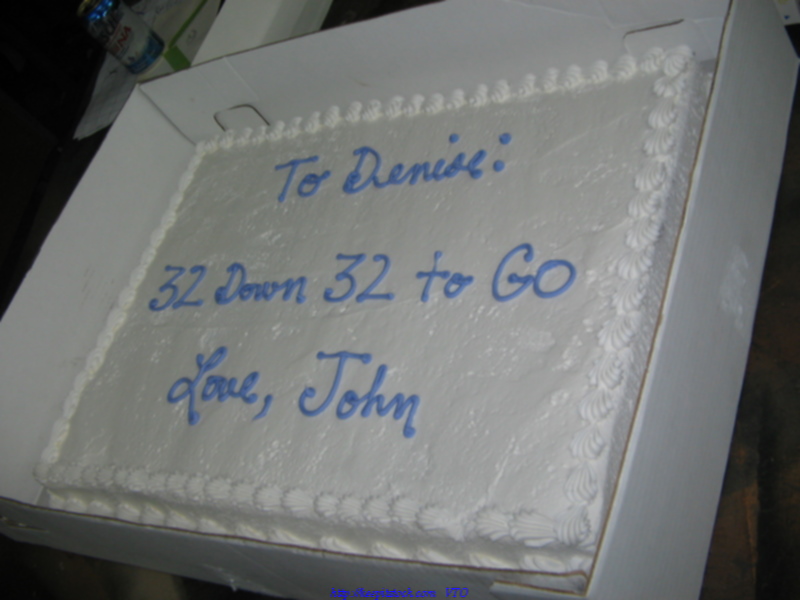 To Denise:
32 Down 32 to GO
Love, John